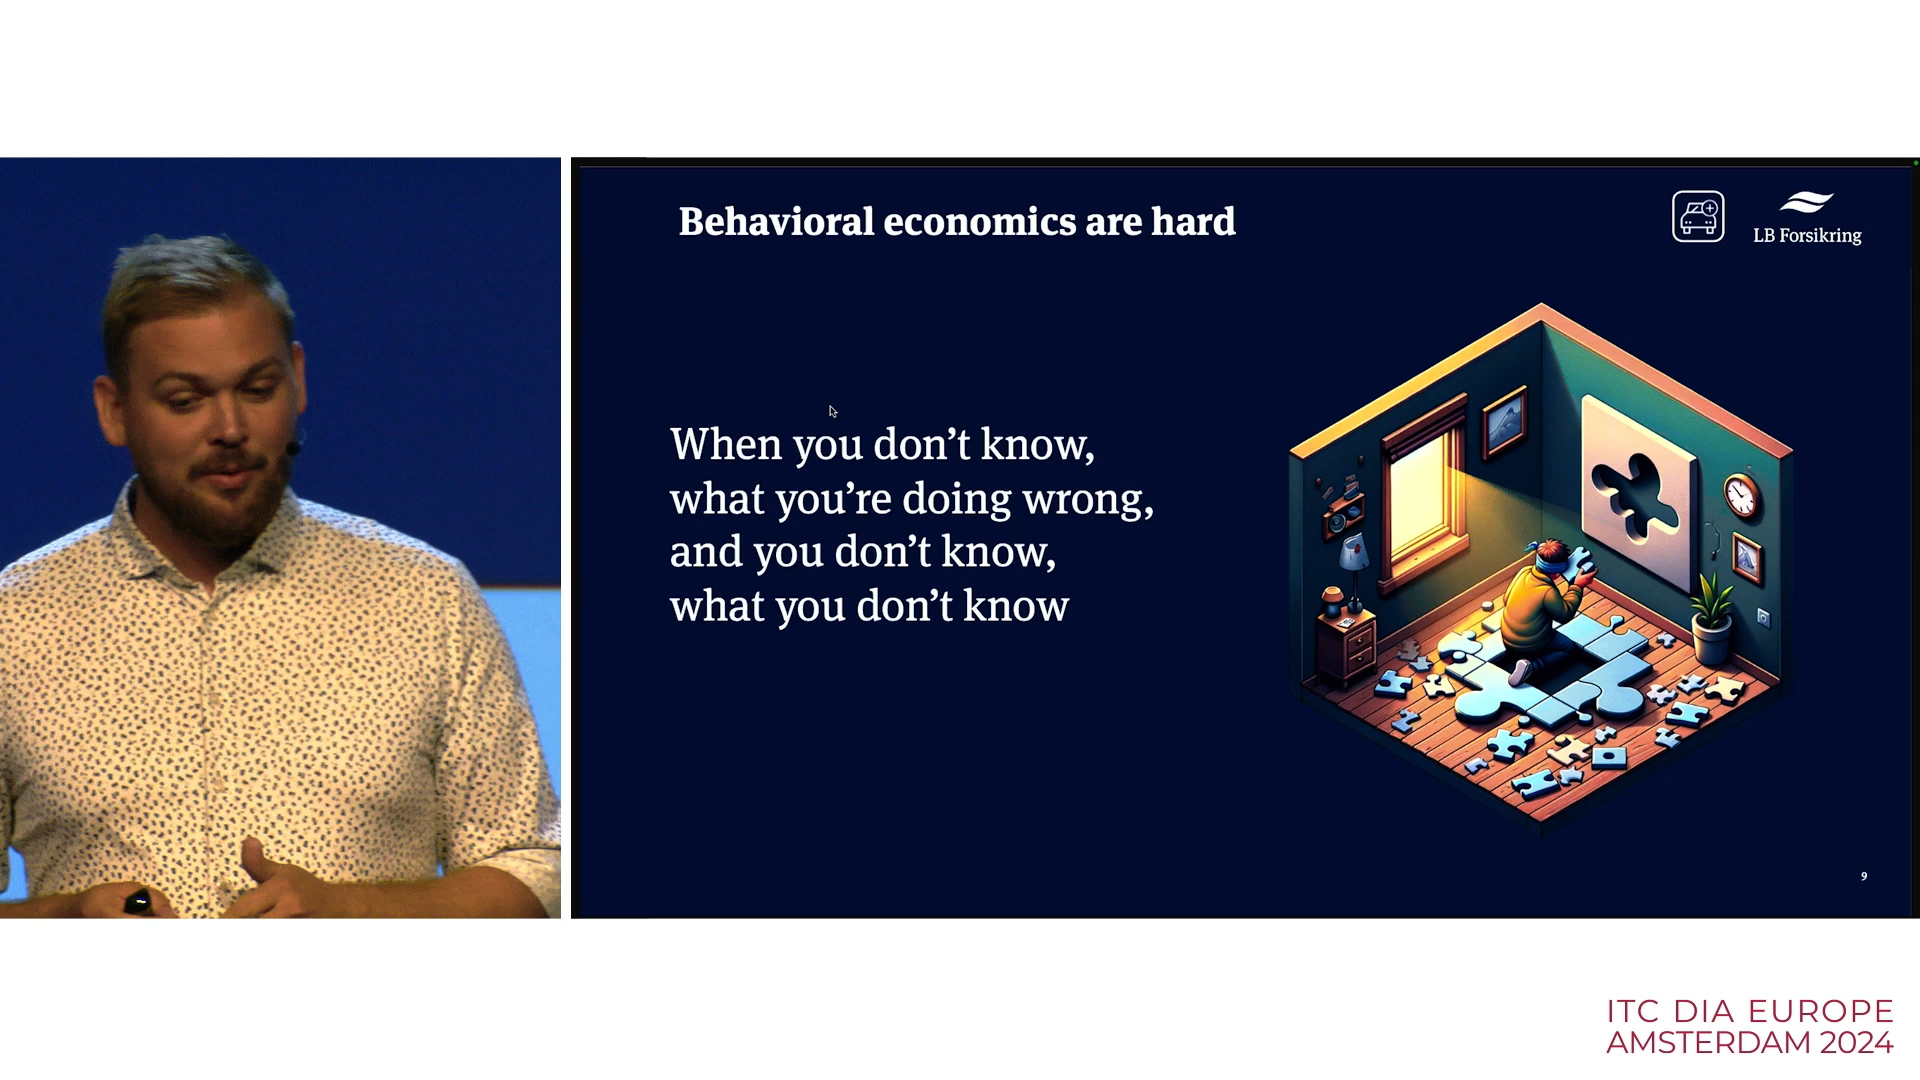 Behavioral economics are hard
LB Forsikring
When you don’t know,
what you’re doing wrong,
and you don’t know,
what you don’t know
9
ITC DIA EUROPE
AMSTERDAM 2024